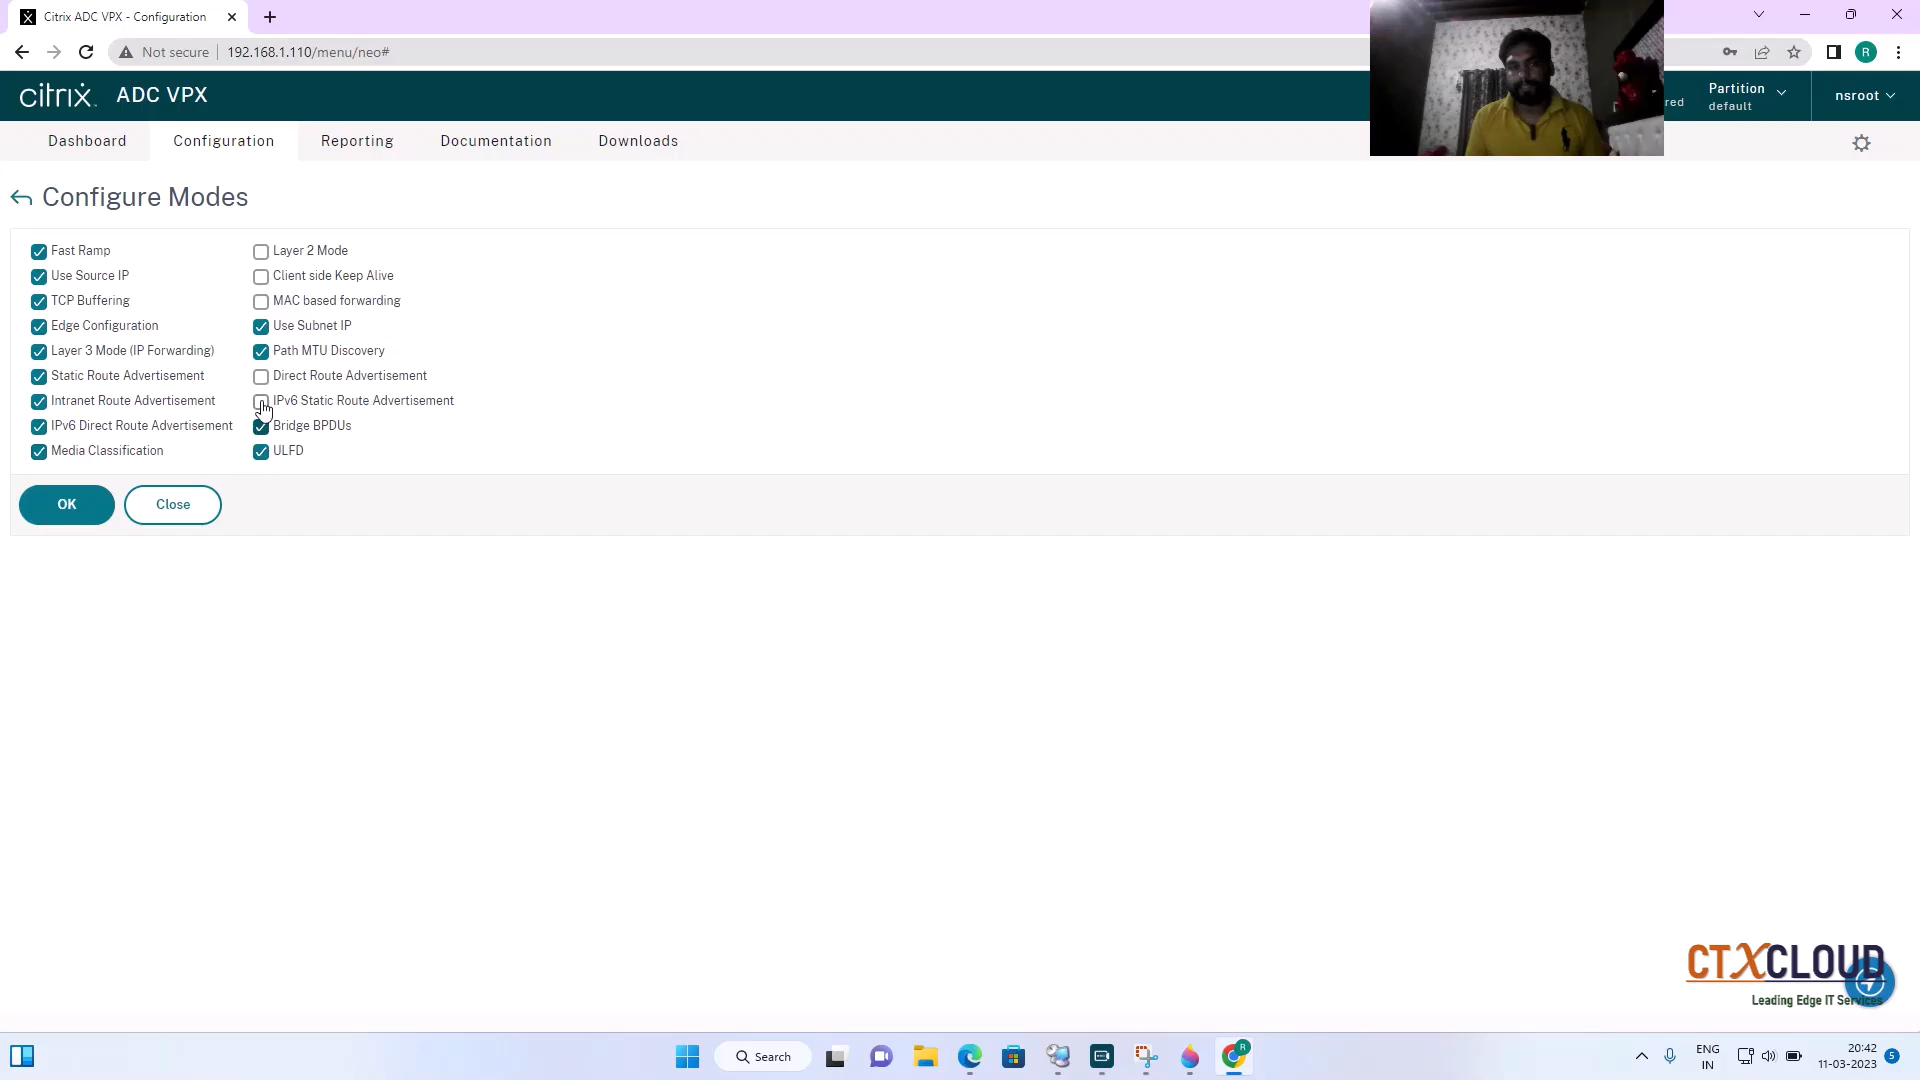 Citrix ADC VPX - Configuration
Not secure
192.168.1.110/menu/neo#
R
citrix. ADC VPX
red
Partition
default
nsroot
Dashboard
Configuration
Reporting
Documentation
Downloads
Configure Modes
Fast Ramp
Layer 2 Mode
Use Source IP
Client side Keep Alive
TCP Buffering
MAC based forwarding
Edge Configuration
Use Subnet IP
Layer 3 Mode (IP Forwarding)
Path MTU Discovery
Static Route Advertisement
Direct Route Advertisement
Intranet Route Advertisement
IPv6 Static Route Advertisement
IPv6 Direct Route Advertisement
Bridge BPDUs
Media Classification
ULFD
OK
Close
CTXCLOUD
Leading Edge IT Services
Search
R
ENG
IN
20:42
11-03-2023
5